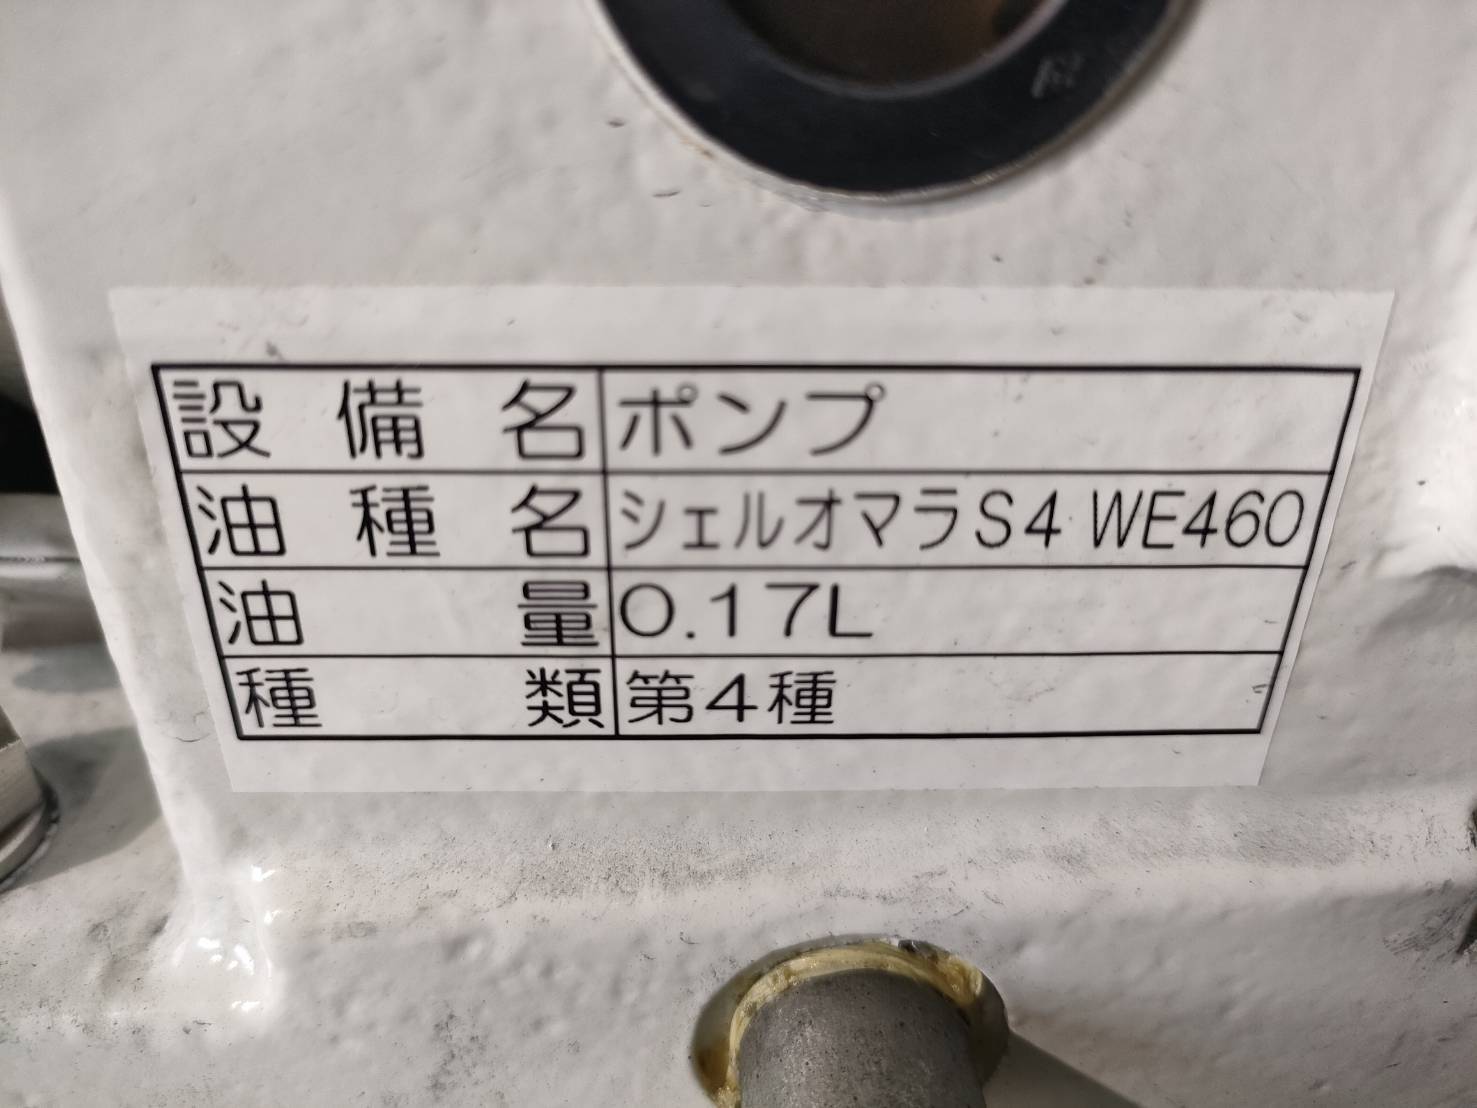 設備名 ポンプ
油種名 シェルオマラS4 WE460
油量 0.17L
種類 第4種